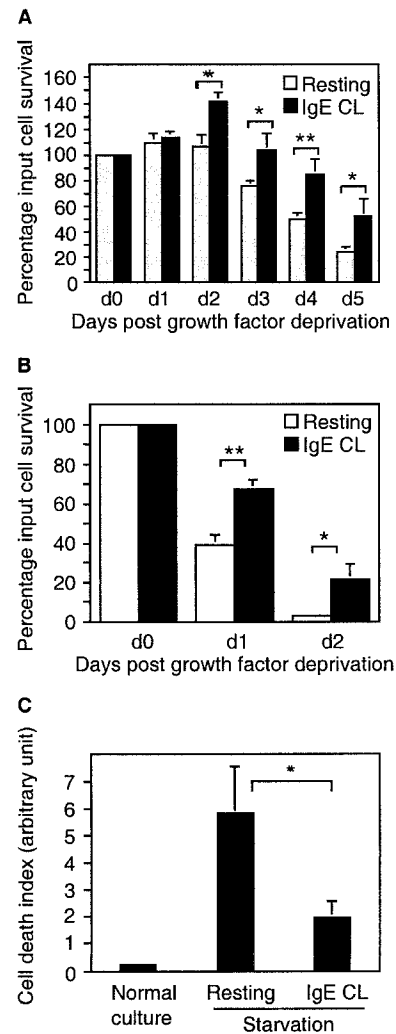 A
Percentage input cell survival
160
140
120
100
80
60
40
20
0
Resting
IgE CL
*
*
**
*
d0 d1 d2 d3 d4 d5
Days post growth factor deprivation
B
Percentage input cell survival
100
80
60
40
20
0
Resting
IgE CL
**
*
d0 d1 d2
Days post growth factor deprivation
C
Cell death index (arbitrary unit)
7
6
5
4
3
2
1
0
*
Normal culture
Resting IgE CL
Starvation